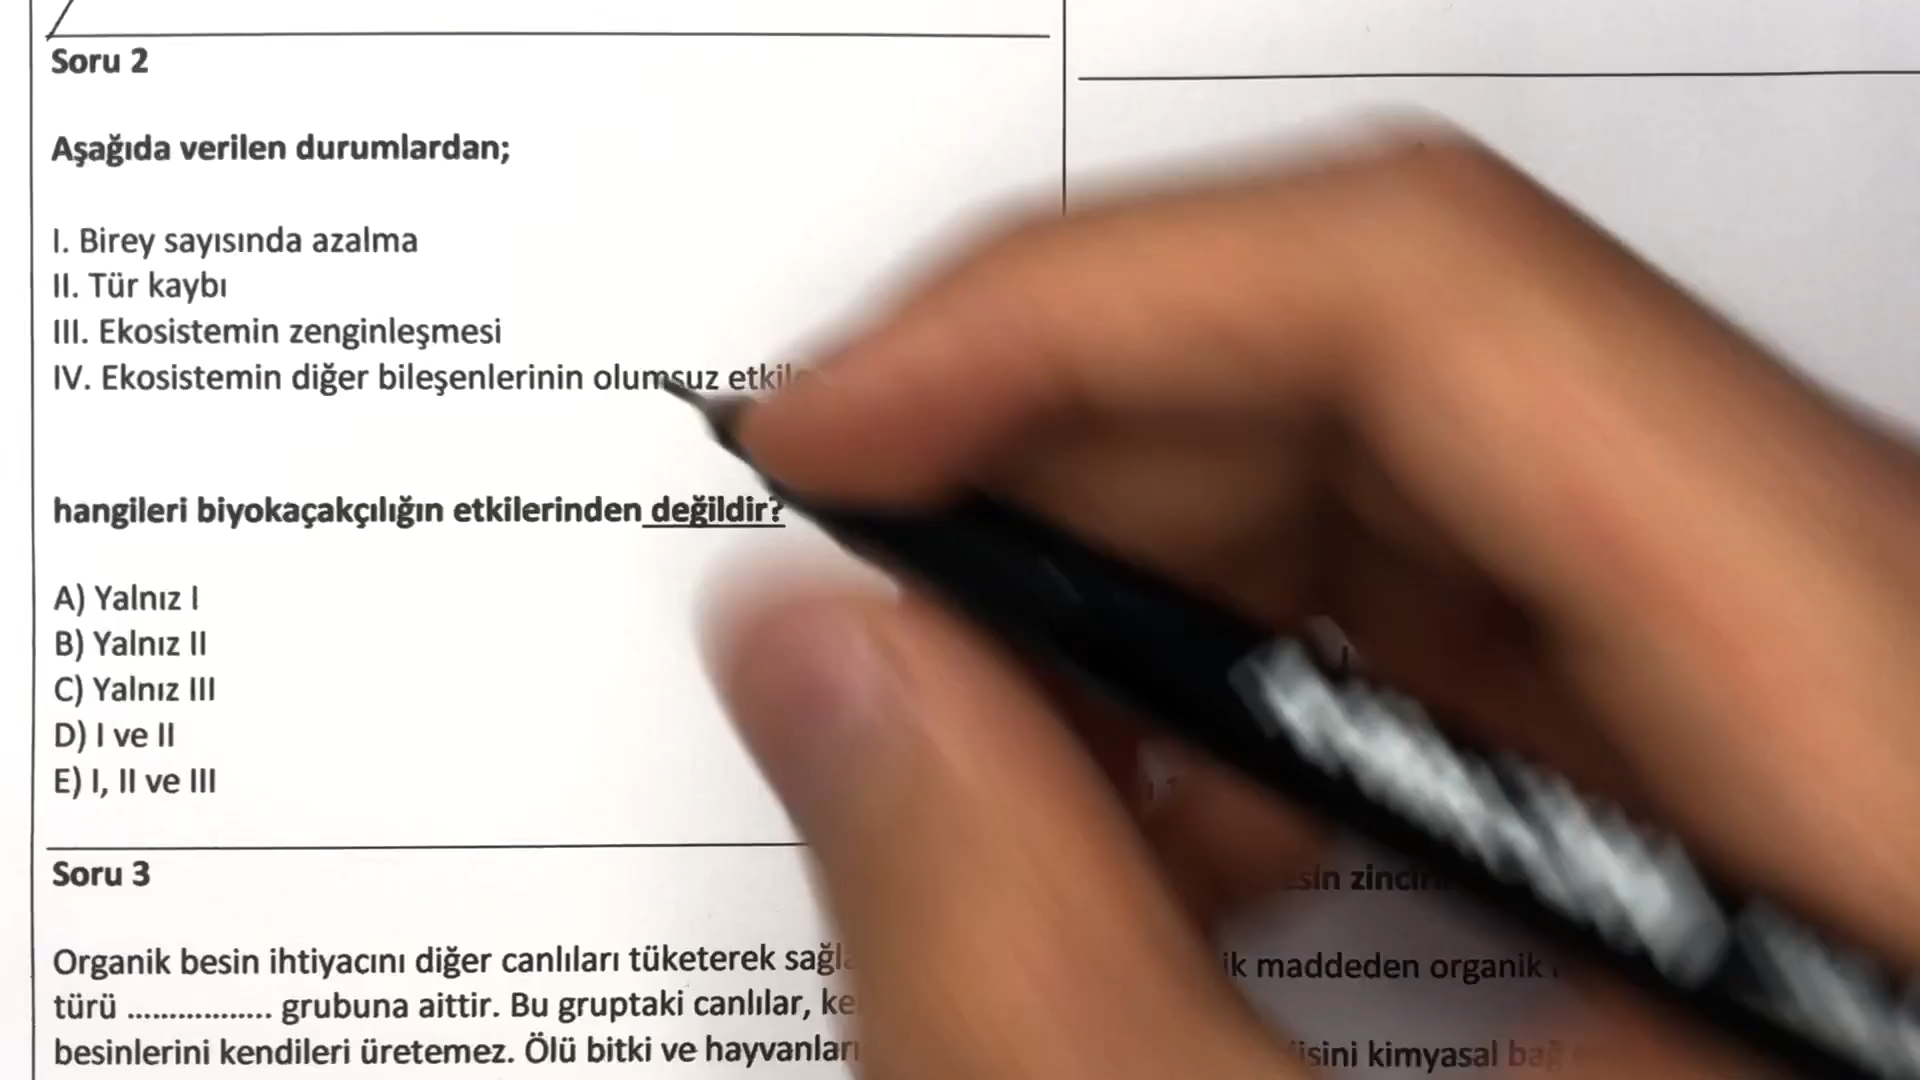 Soru 2
Aşağıda verilen durumlardan;
I. Birey sayısında azalma
II. Tür kaybı
III. Ekosistemin zenginleşmesi
IV. Ekosistemin diğer bileşenlerinin olumsuz
hangileri biyokaçakçılığın etkilerinden değildir?
A) Yalnız I
B) Yalnız II
C) Yalnız III
D) I ve II
E) I, II ve III
Soru 3
Organik besin ihtiyacını diğer canlıları tüketerek
türü ................. grubuna aittir. Bu gruptaki canlılar,
besinlerini kendileri üretemez. Ölü bitki ve
maddeden organik
kimyasal